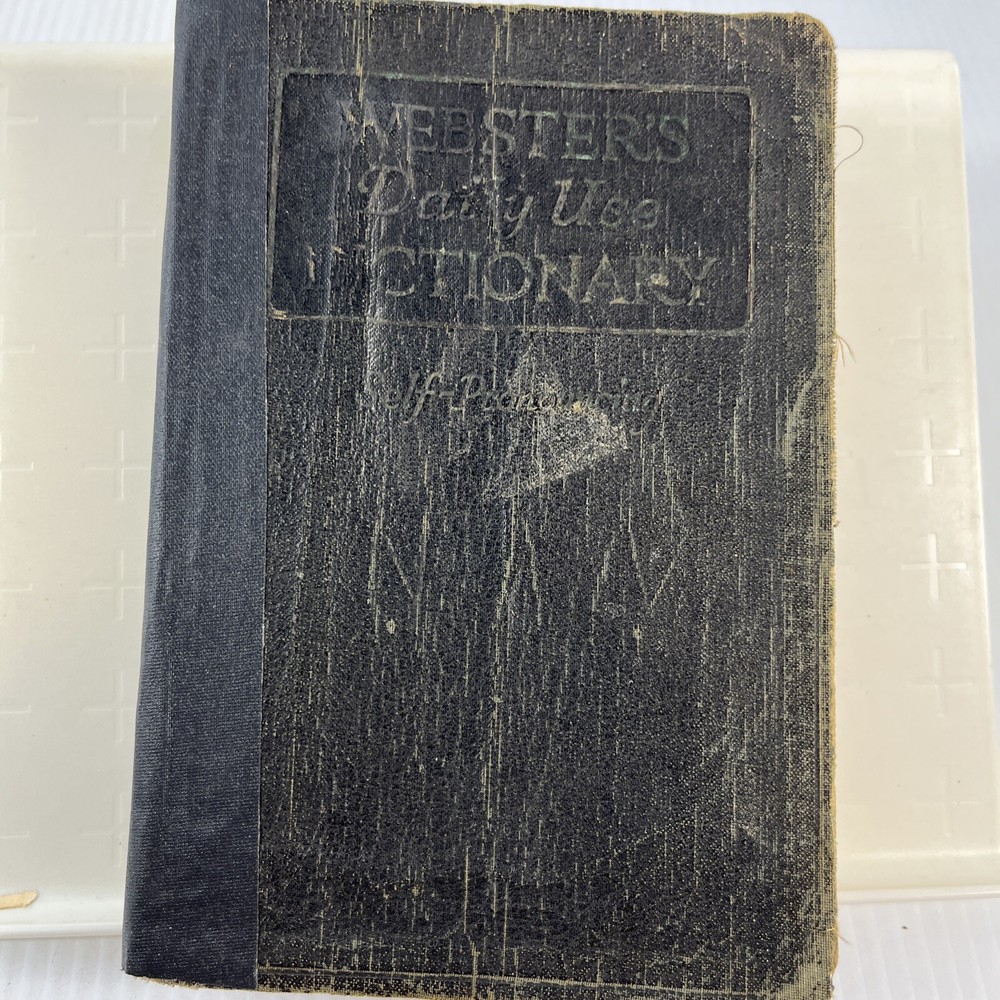 WEBSTER'S
Daily Use
DICTIONARY
Self-Pronouncing